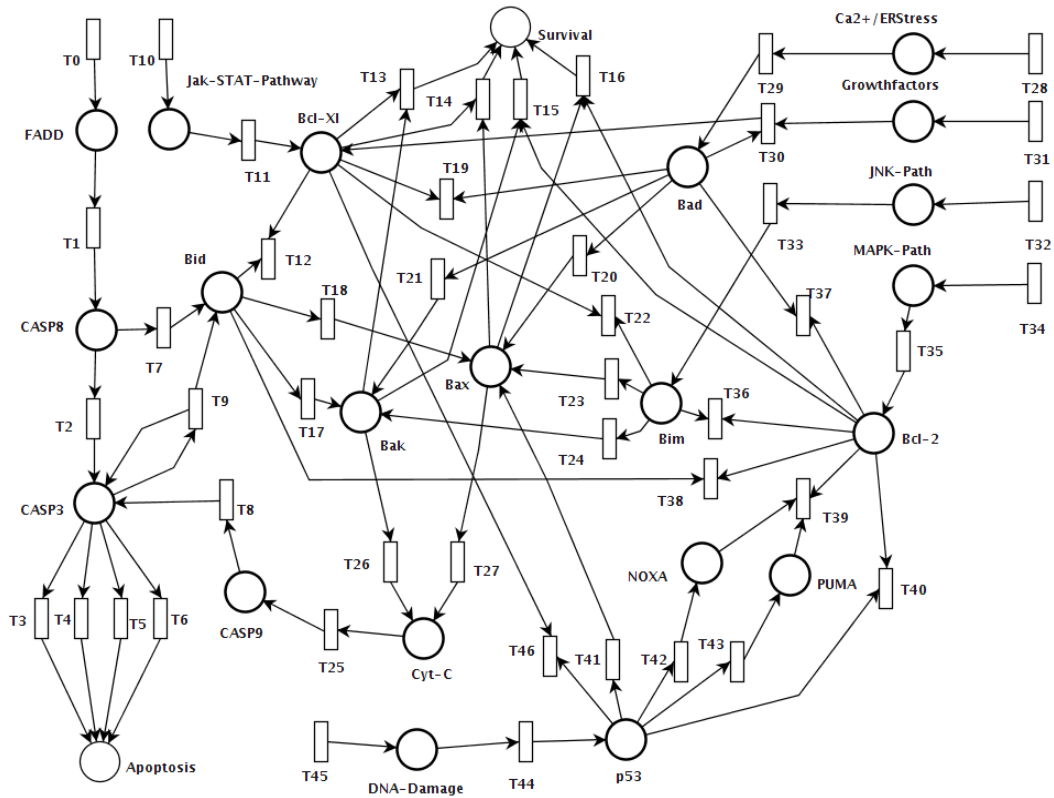 Ca2+/ERStress
Survival
T0
T10
Jak-STAT-Pathway
T13
T16
T29
T28
Growthfactors
T14
T15
Bcl-Xl
FADD
T30
T31
T11
T19
JNK-Path
Bad
T1
T33
T32
Bid
T12
MAPK-Path
T21
T20
T18
T37
T22
CASP8
T34
T7
T35
Bax
T23
T36
T9
T2
T17
Bim
Bcl-2
Bak
T24
T38
CASP3
T8
T39
T26
T27
NOXA
PUMA
T40
T3
T4
T5
T6
CASP9
T25
Cyt-C
T46
T41
T42
T43
Apoptosis
T45
DNA-Damage
T44
p53